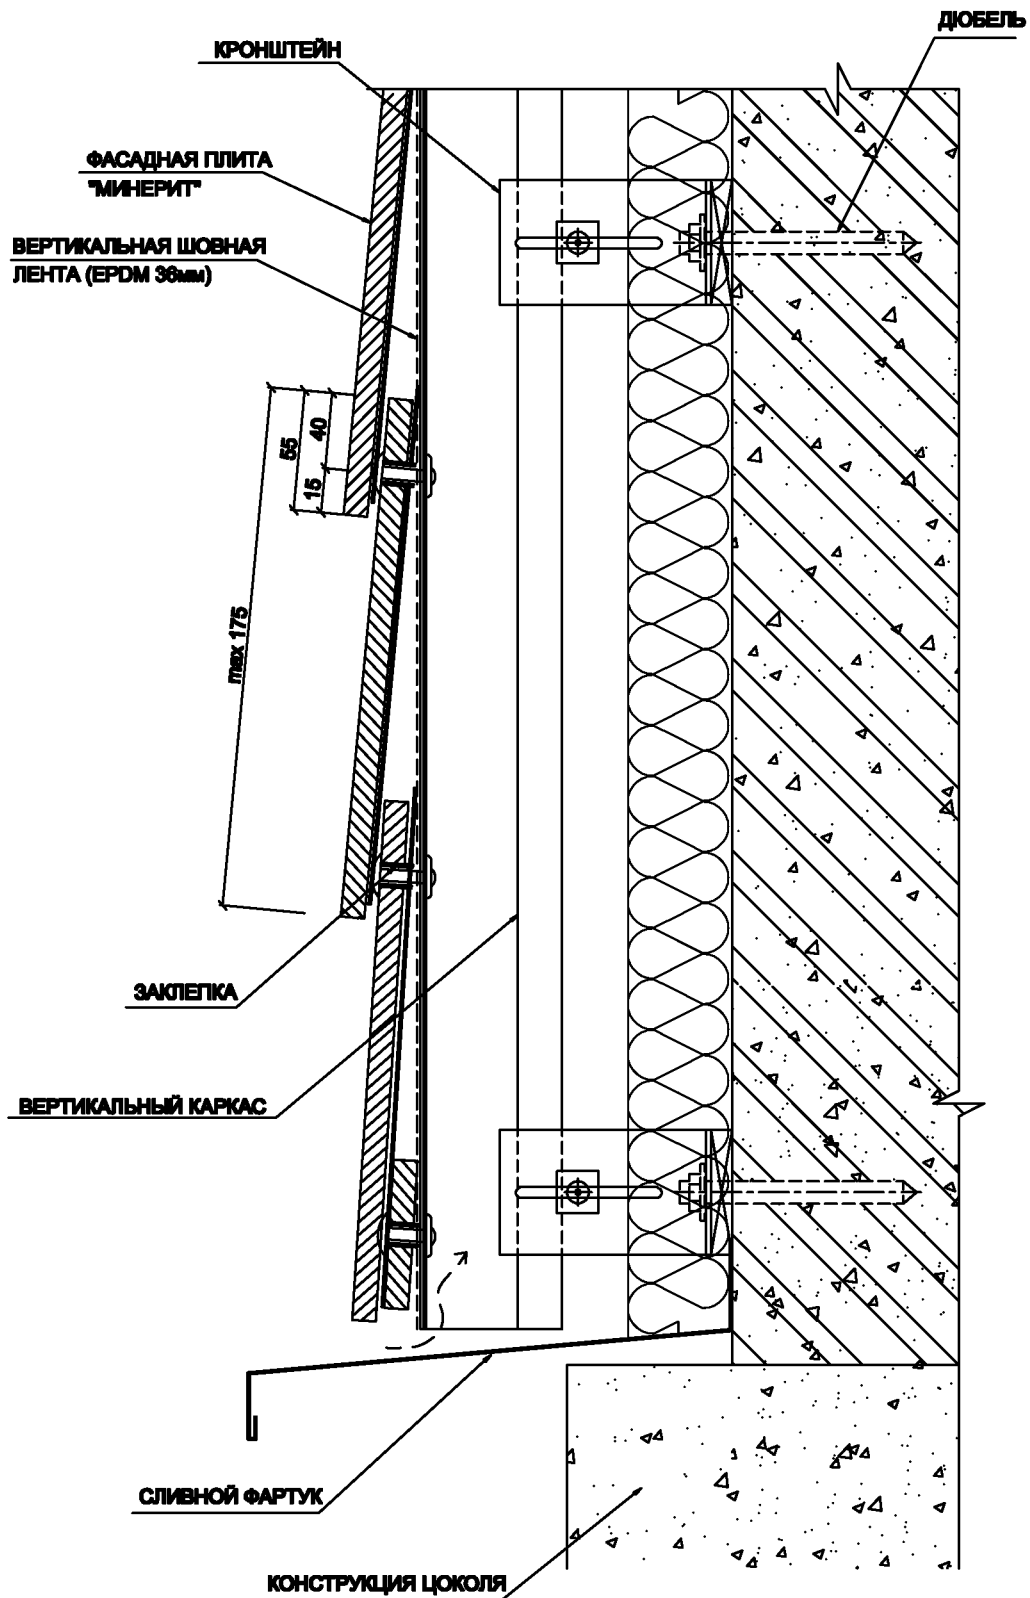 ДЮБЕЛЬ
КРОНШТЕЙН
ФАСАДНАЯ ПЛИТА
"МИНЕРИТ"
ВЕРТИКАЛЬНАЯ ШОВНАЯ
ЛЕНТА (EPDM 36мм)
40
55
15
max 175
ЗАКЛЕПКА
ВЕРТИКАЛЬНЫЙ КАРКАС
СЛИВНОЙ ФАРТУК
КОНСТРУКЦИЯ ЦОКОЛЯ